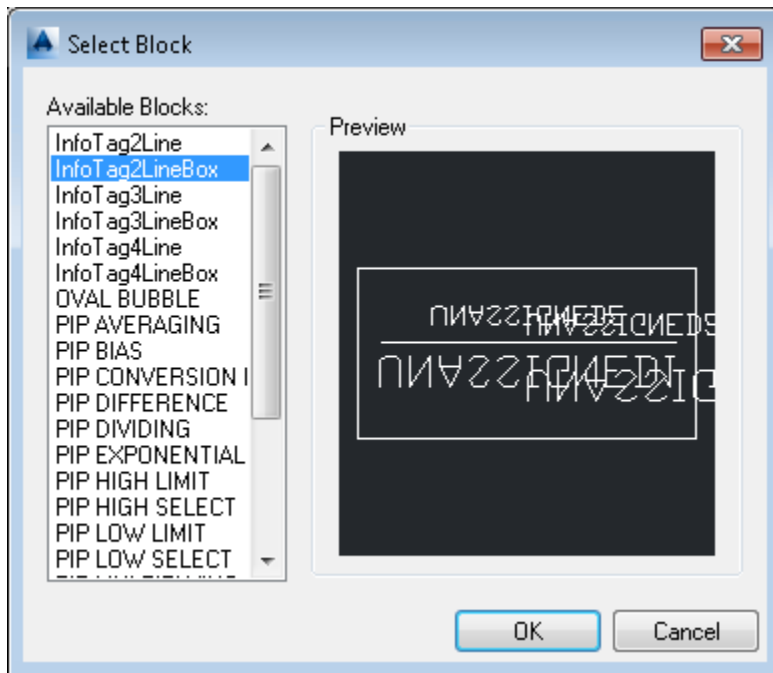 Select Block
Available Blocks:
InfoTag2Line
InfoTag2LineBox
InfoTag3Line
InfoTag3LineBox
InfoTag4Line
InfoTag4LineBox
OVAL BUBBLE
PIP AVERAGING
PIP BIAS
PIP CONVERSION I
PIP DIFFERENCE
PIP DIVIDING
PIP EXPONENTIAL
PIP HIGH LIMIT
PIP HIGH SELECT
PIP LOW LIMIT
PIP LOW SELECT
Preview
OK
Cancel